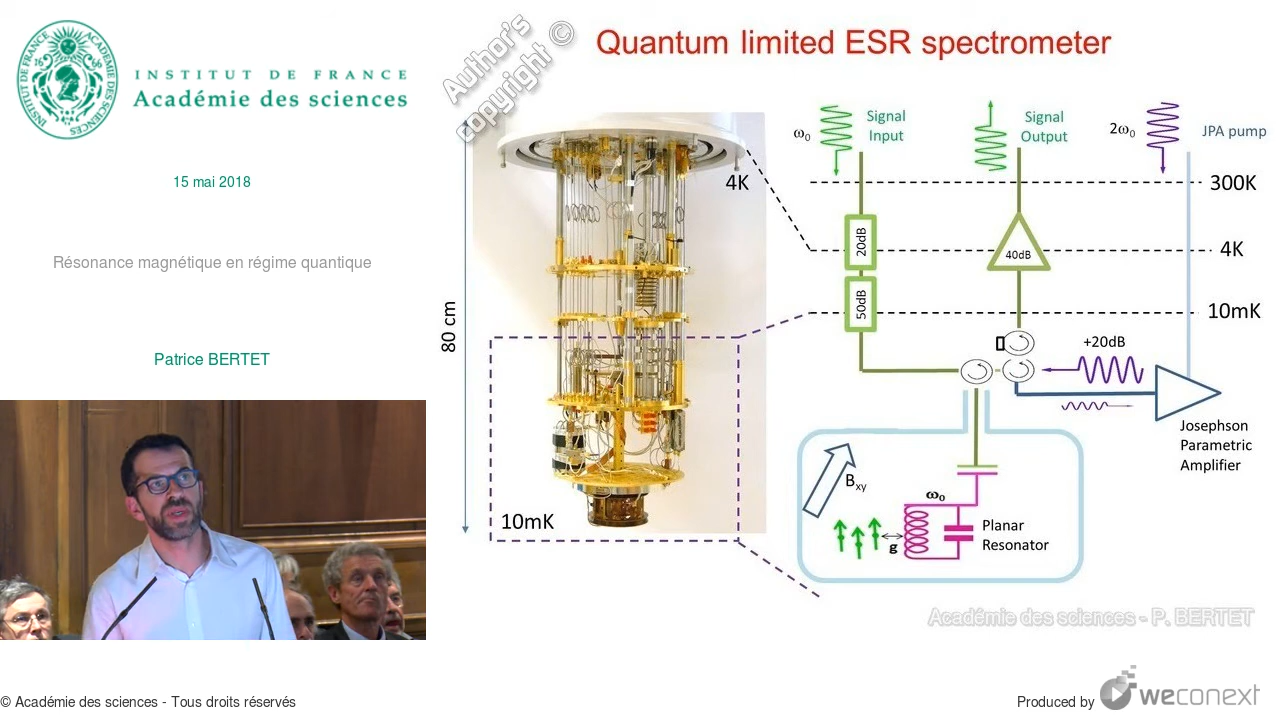 INSTITUT DE FRANCE
Académie des sciences
15 mai 2018
Résonance magnétique en régime quantique
Patrice BERTET
Author's
copyright ©
Quantum limited ESR spectrometer
80 cm
4K
10mK
ω₀
Signal
Input
Signal
Output
2ω₀
JPA pump
300K
20dB
40dB
4K
50dB
10mK
+20dB
Josephson
Parametric
Amplifier
Bxy
ω₀
g
Planar
Resonator
Académie des sciences - P. BERTET
© Académie des sciences - Tous droits réservés
Produced by
weconext